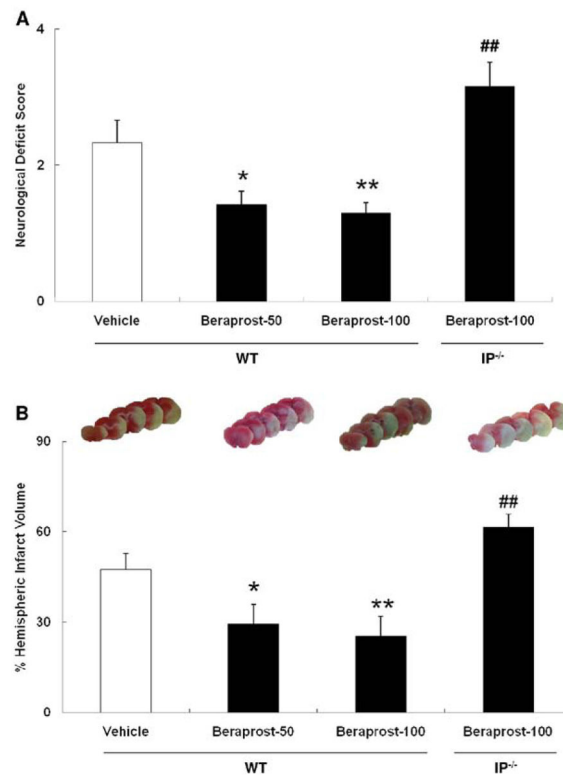 A
Neurological Deficit Score
4
##
*
**
2
0
Vehicle Beraprost-50 Beraprost-100 Beraprost-100
WT IP-/-
B
% Hemispheric Infarct Volume
90
##
60
*
**
30
0
Vehicle Beraprost-50 Beraprost-100 Beraprost-100
WT IP-/-